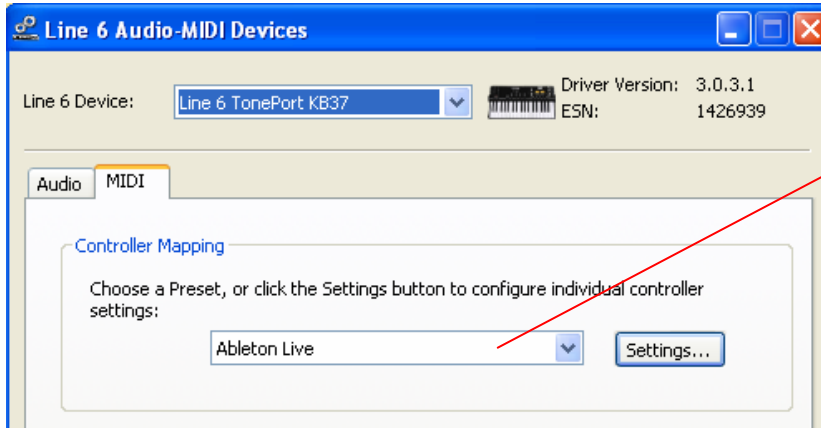 Line 6 Audio-MIDI Devices
Line 6 Device:
Line 6 TonePort KB37
Driver Version: 3.0.3.1
ESN: 1426939
Audio
MIDI
Controller Mapping
Choose a Preset, or click the Settings button to configure individual controller
settings:
Ableton Live
Settings...